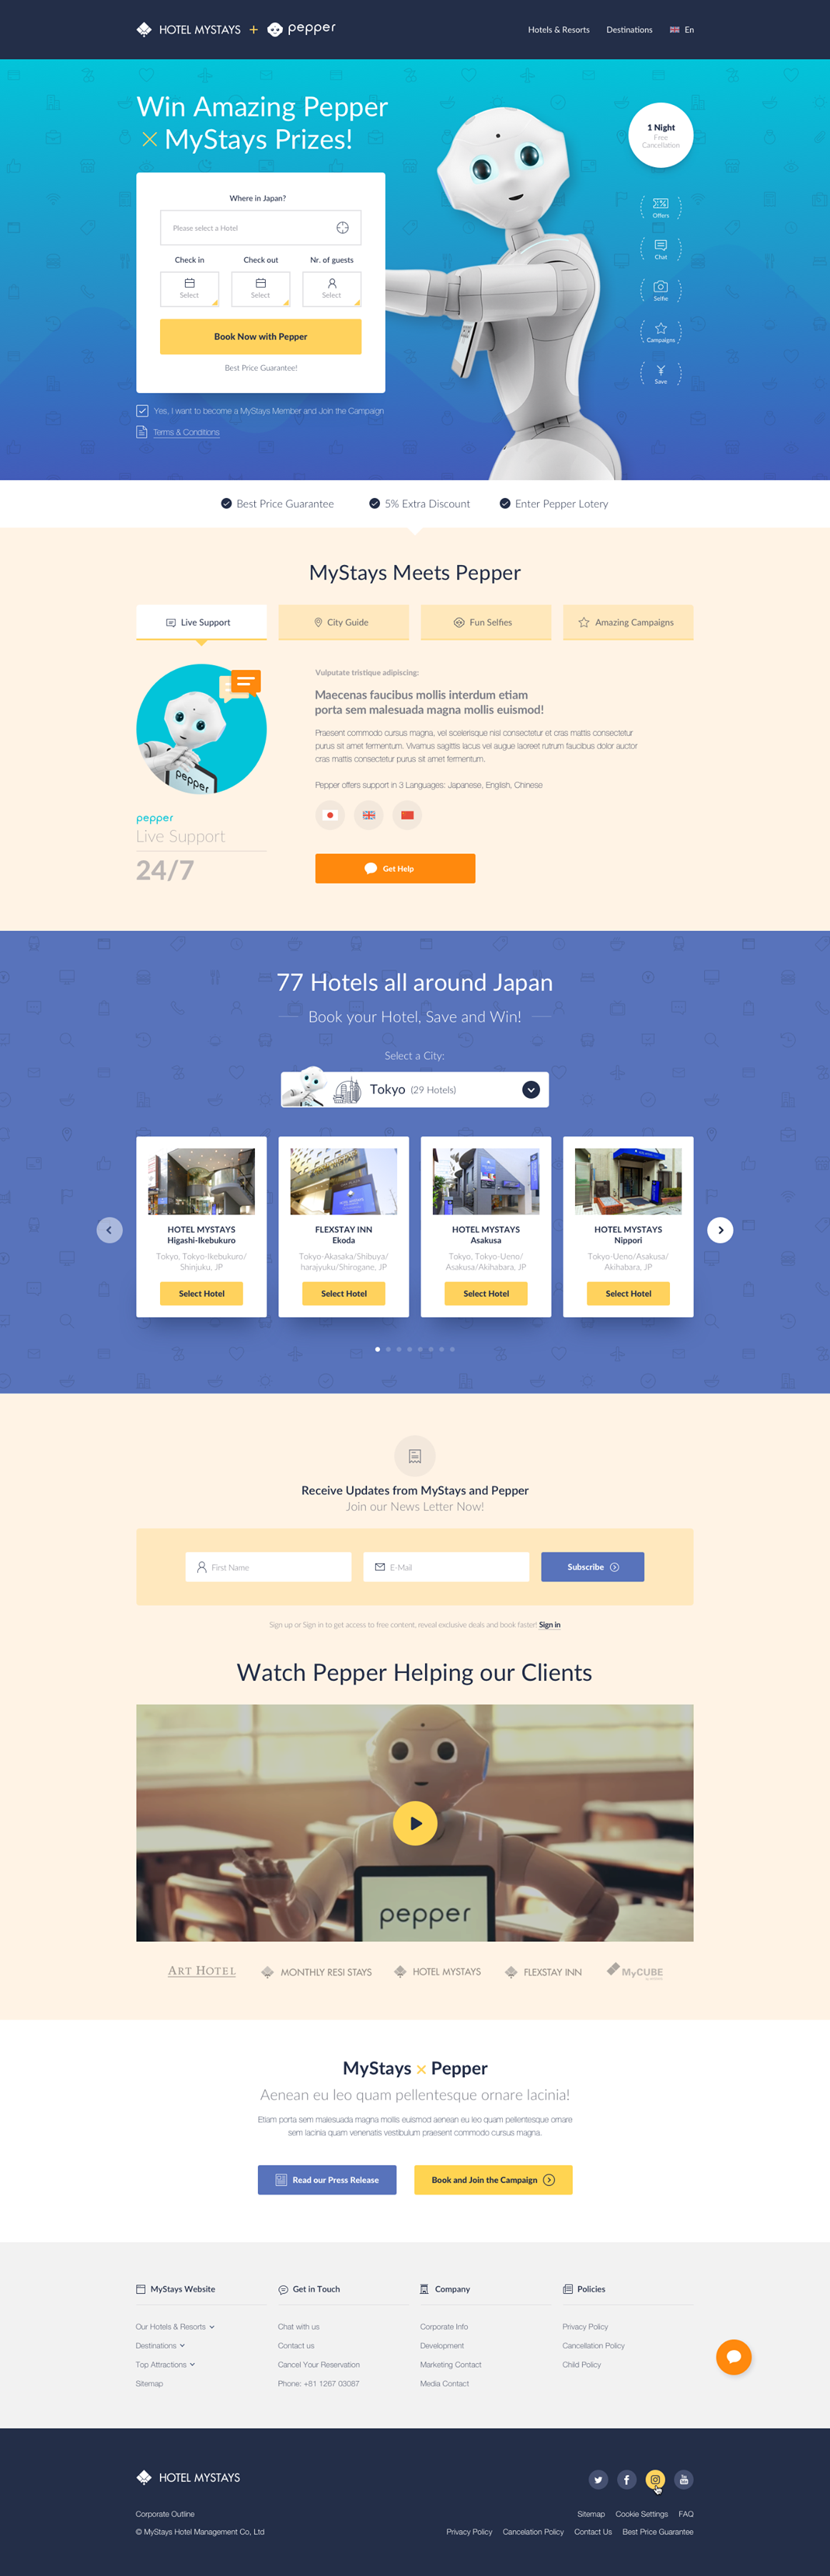 HOTEL MYSTAYS + pepper
Hotels & Resorts Destinations En
Win Amazing Pepper
× MyStays Prizes!
1 Night
Free
Cancellation
Where in Japan?
Please select a Hotel
Check in Check out Nr. of guests
Select Select Select
Book Now with Pepper
Best Price Guarantee!
Yes, I want to become a MyStays Member and Join the Campaign
Terms & Conditions
Offers
Chat
Selfie
Campaigns
Save
Best Price Guarantee 5% Extra Discount Enter Pepper Lotery
MyStays Meets Pepper
Live Support City Guide Fun Selfies Amazing Campaigns
pepper
pepper
Live Support
24/7
Vulputate tristique adipiscing:
Maecenas faucibus mollis interdum etiam
porta sem malesuada magna mollis euismod!
Praesent commodo cursus magna, vel scelerisque nisl consectetur et cras mattis consectetur
purus sit amet fermentum. Vivamus sagittis lacus vel augue laoreet rutrum faucibus dolor auctor
cras mattis consectetur purus sit amet fermentum.
Pepper offers support in 3 Languages: Japanese, English, Chinese
Get Help
77 Hotels all around Japan
Book your Hotel, Save and Win!
Select a City:
Tokyo (29 Hotels)
HOTEL MYSTAYS
Higashi-Ikebukuro
Tokyo, Tokyo-Ikebukuro/
Shinjuku, JP
Select Hotel
FLEXSTAY INN
Ekoda
Tokyo-Akasaka/Shibuya/
harajyuku/Shirogane, JP
Select Hotel
HOTEL MYSTAYS
Asakusa
Tokyo, Tokyo-Ueno/
Asakusa/Akihabara, JP
Select Hotel
HOTEL MYSTAYS
Nippori
Tokyo-Ueno/Asakusa/
Akihabara, JP
Select Hotel
Receive Updates from MyStays and Pepper
Join our News Letter Now!
First Name E-Mail Subscribe
Sign up or Sign in to get access to free content, reveal exclusive deals and book faster! Sign in
Watch Pepper Helping our Clients
pepper
ART HOTEL MONTHLY RESI STAYS HOTEL MYSTAYS FLEXSTAY INN MyCUBE
MyStays × Pepper
Aenean eu leo quam pellentesque ornare lacinia!
Etiam porta sem malesuada magna mollis euismod aenean eu leo quam pellentesque ornare
sem lacinia quam venenatis vestibulum praesent commodo cursus magna.
Read our Press Release Book and Join the Campaign
MyStays Website
Our Hotels & Resorts
Destinations
Top Attractions
Sitemap
Get in Touch
Chat with us
Contact us
Cancel Your Reservation
Phone: +81 1267 03087
Company
Corporate Info
Development
Marketing Contact
Media Contact
Policies
Privacy Policy
Cancellation Policy
Child Policy
HOTEL MYSTAYS
Corporate Outline
© MyStays Hotel Management Co, Ltd
Sitemap Cookie Settings FAQ
Privacy Policy Cancelation Policy Contact Us Best Price Guarantee